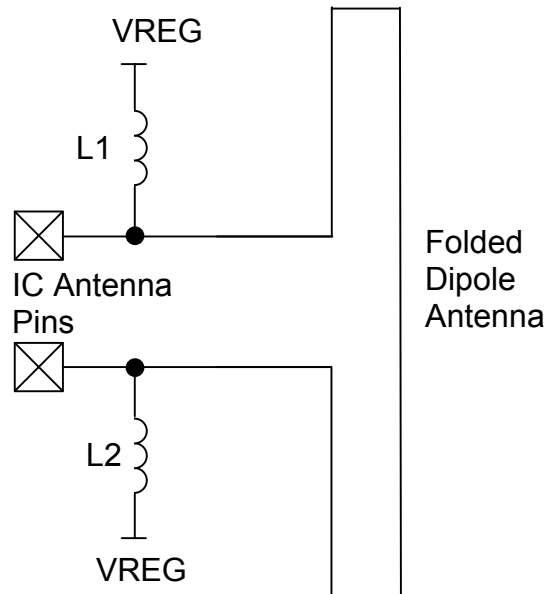 VREG
L1
IC Antenna
Pins
Folded
Dipole
Antenna
L2
VREG